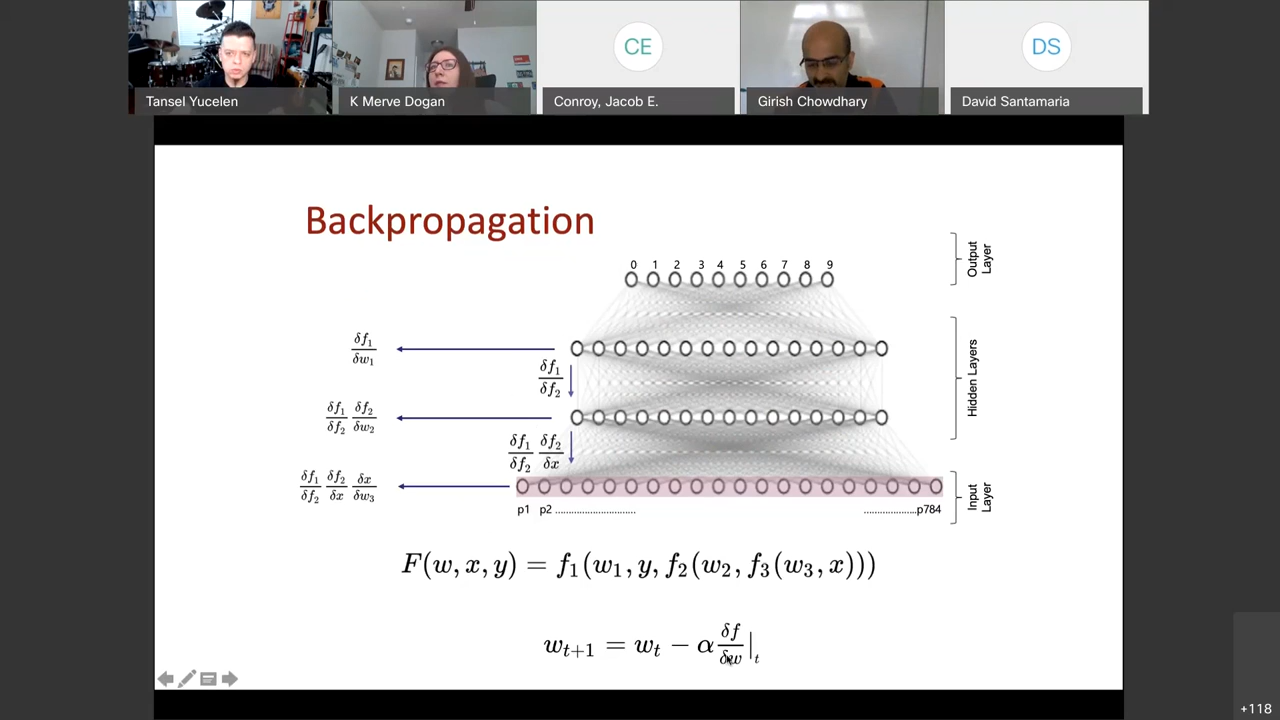 CE
DS
Tansel Yucelen
K Merve Dogan
Conroy, Jacob E.
Girish Chowdhary
David Santamaria
Backpropagation
0 1 2 3 4 5 6 7 8 9
Output Layer
δf₁/δw₁
δf₁/δf₂
Hidden Layers
δf₁/δf₂ δf₂/δw₂
δf₁/δf₂ δf₂/δx
δf₁/δf₂ δf₂/δx δx/δw₃
Input Layer
p1 p2 ............................ ...................p784
F(w, x, y) = f₁(w₁, y, f₂(w₂, f₃(w₃, x)))
wₜ₊₁ = wₜ − α δf/δw |ₜ
+118